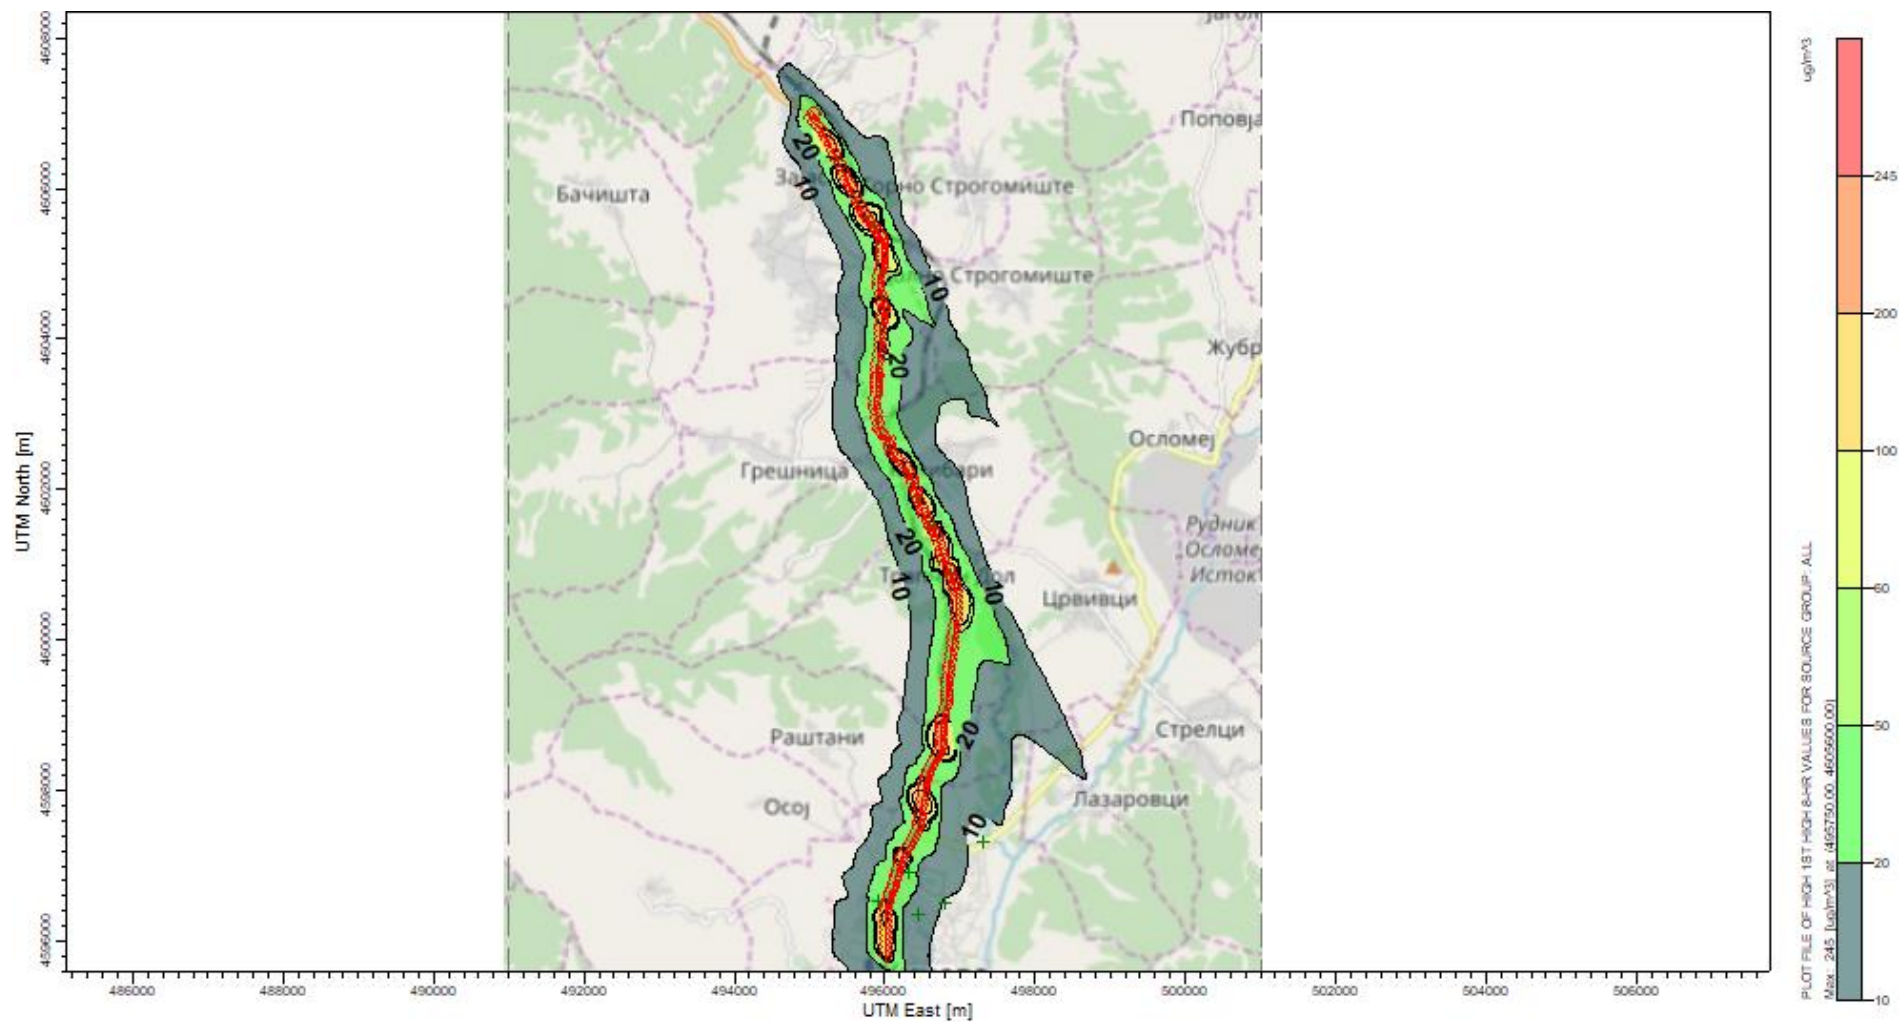 4608000
4606000
4604000
4602000
4600000
4598000
4596000
UTM North [m]
Поповја
20
Бачишта
10
Горно Строгомиште
Строгомиште
10
Жубр
20
Осломеј
Грешница
20
Рудник
Осломе
Исток
10
10
Црвивци
20
Раштани
Стрелци
Осој
Лазаровци
10
486000
488000
490000
492000
494000
496000
498000
500000
502000
504000
506000
UTM East [m]
PLOT FILE OF HIGH 1ST HIGH 8-HR VALUES FOR SOURCE GROUP: ALL
Max: 245 [ug/m^3] at (495750.00, 4605600.00)
ug/m^3
245
200
100
60
50
20
10